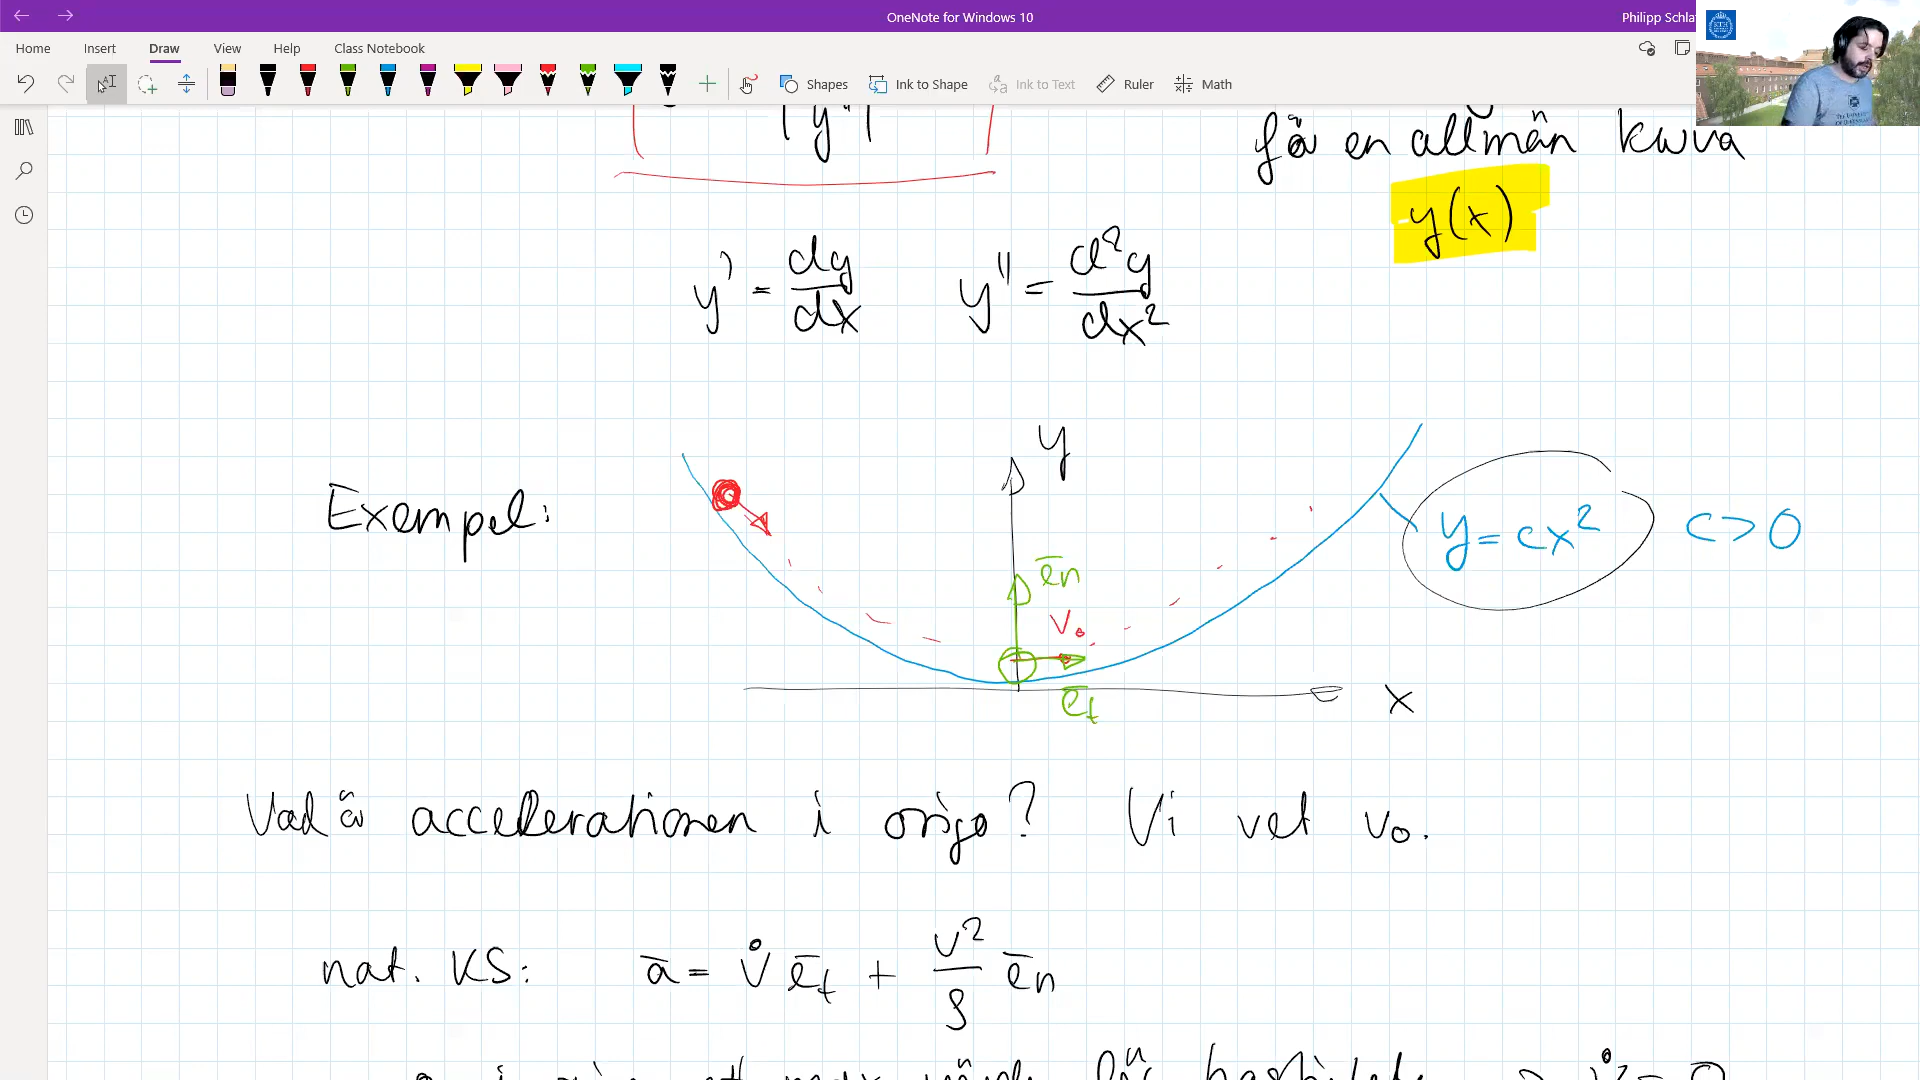 OneNote for Windows 10
Philipp Schla
Home Insert Draw View Help Class Notebook
Shapes Ink to Shape Ink to Text Ruler Math
|y"|
för en allmän kurva
y(x)
y' = dy/dx y" = d²y/dx²
Exempel:
y
ēn
v₀
ēt
x
y = cx² c > 0
Vad är accelerationen i origo? Vi vet v₀.
nat. KS: ā = v̇ ēt + v²/ρ ēn